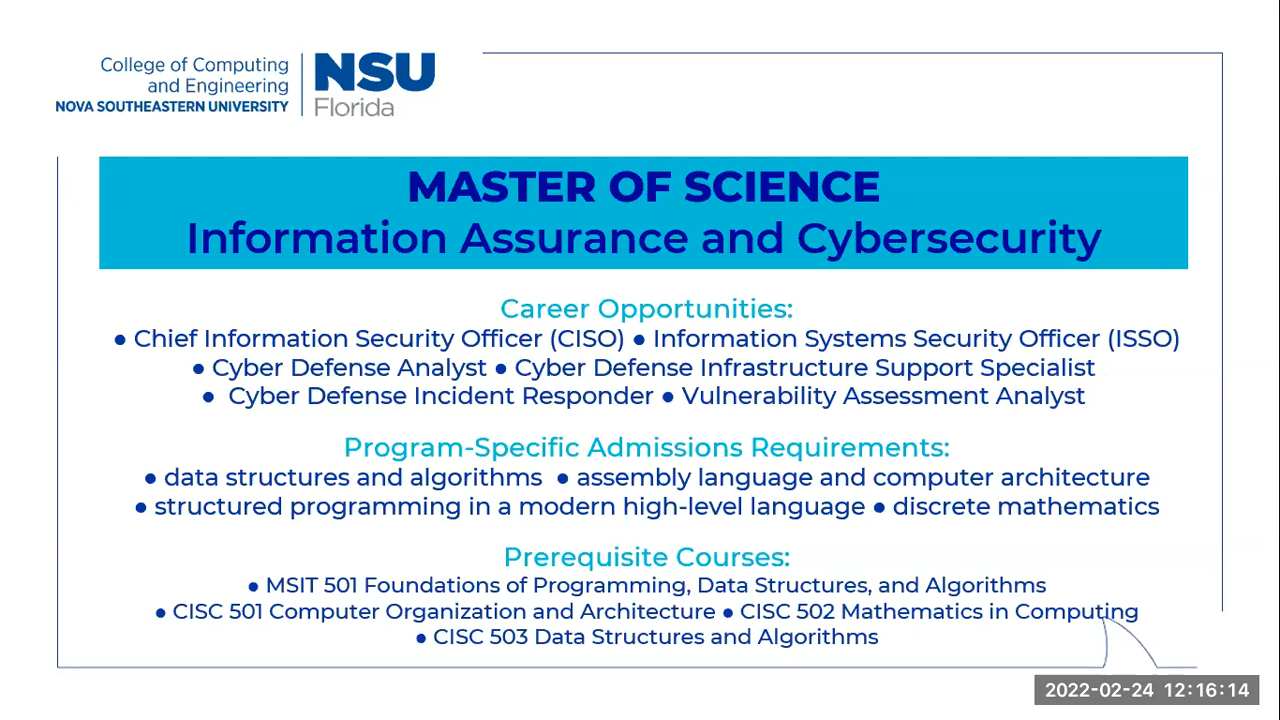 College of Computing
and Engineering
NOVA SOUTHEASTERN UNIVERSITY
NSU
Florida
MASTER OF SCIENCE
Information Assurance and Cybersecurity
Career Opportunities:
● Chief Information Security Officer (CISO) ● Information Systems Security Officer (ISSO)
● Cyber Defense Analyst ● Cyber Defense Infrastructure Support Specialist
● Cyber Defense Incident Responder ● Vulnerability Assessment Analyst
Program-Specific Admissions Requirements:
● data structures and algorithms ● assembly language and computer architecture
● structured programming in a modern high-level language ● discrete mathematics
Prerequisite Courses:
● MSIT 501 Foundations of Programming, Data Structures, and Algorithms
● CISC 501 Computer Organization and Architecture ● CISC 502 Mathematics in Computing
● CISC 503 Data Structures and Algorithms
2022-02-24 12:16:14